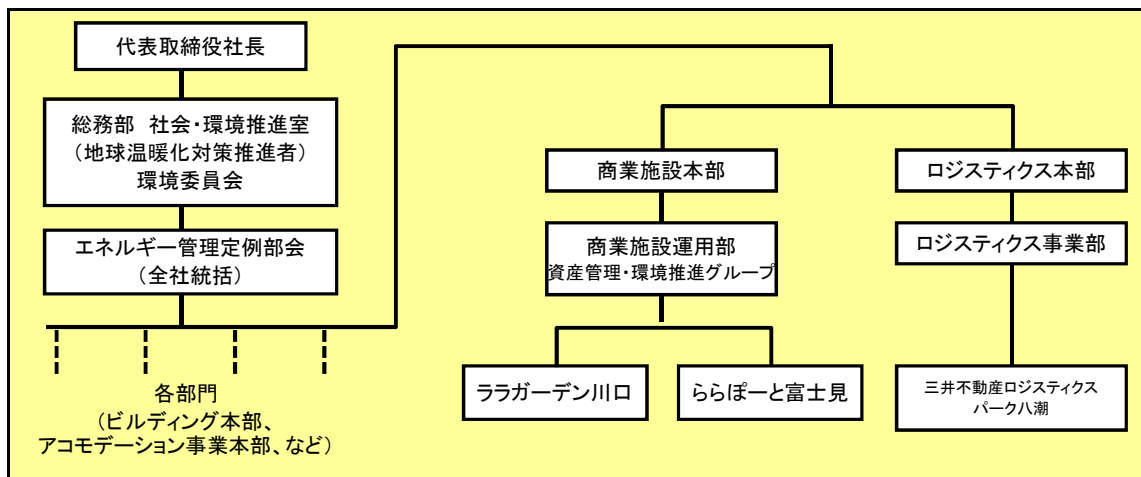 代表取締役社長
総務部 社会・環境推進室
（地球温暖化対策推進者）
環境委員会
エネルギー管理定例部会
（全社統括）
各部門
（ビルディング本部、
アコモデーション事業本部、など）
商業施設本部
商業施設運用部
資産管理・環境推進グループ
ララガーデン川口
ららぽーと富士見
ロジスティクス本部
ロジスティクス事業部
三井不動産ロジスティクス
パーク八潮